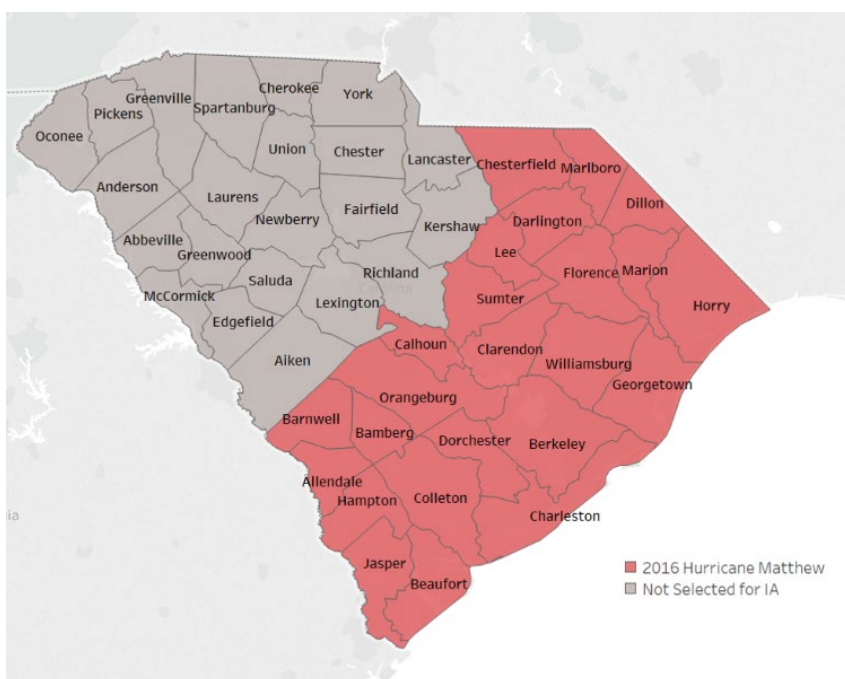 Cherokee
York
Greenville
Spartanburg
Pickens
Oconee
Union
Chester
Lancaster
Chesterfield
Marlboro
Anderson
Laurens
Dillon
Newberry
Fairfield
Darlington
Kershaw
Abbeville
Greenwood
Lee
Richland
Florence
Marion
Saluda
McCormick
Lexington
Sumter
Horry
Edgefield
Calhoun
Clarendon
Aiken
Williamsburg
Georgetown
Orangeburg
Barnwell
Bamberg
Dorchester
Berkeley
Allendale
Hampton
Colleton
Charleston
ia
Jasper
Beaufort
2016 Hurricane Matthew
Not Selected for IA